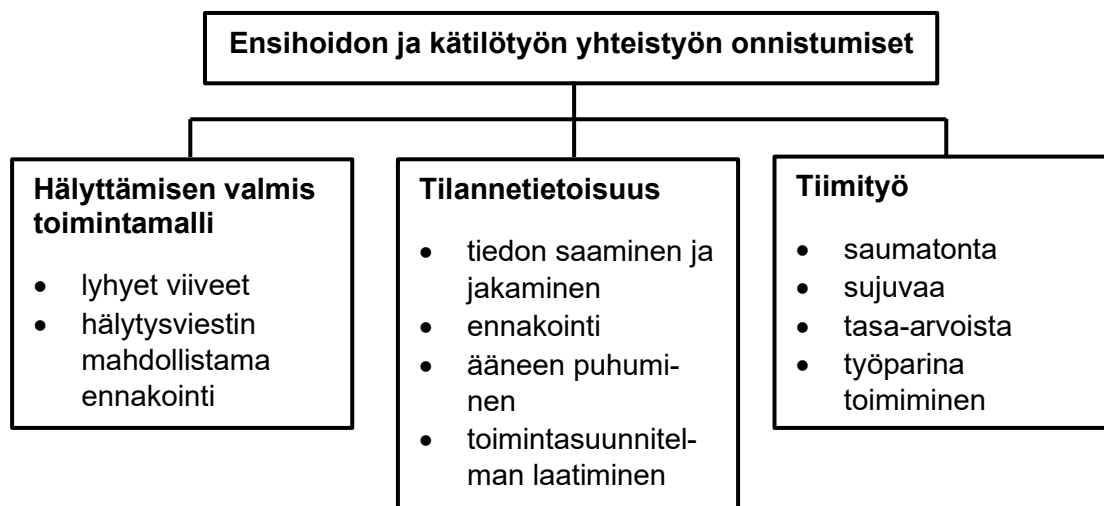 Ensihoidon ja kätilötyön yhteistyön onnistumiset
Hälyttämisen valmis
toimintamalli
• lyhyet viiveet
• hälytysviestin
mahdollistama
ennakointi
Tilannetietoisuus
• tiedon saaminen ja
jakaminen
• ennakointi
• ääneen puhumi-
nen
• toimintasuunnitel-
man laatiminen
Tiimityö
• saumatonta
• sujuvaa
• tasa-arvoista
• työparina
toimiminen